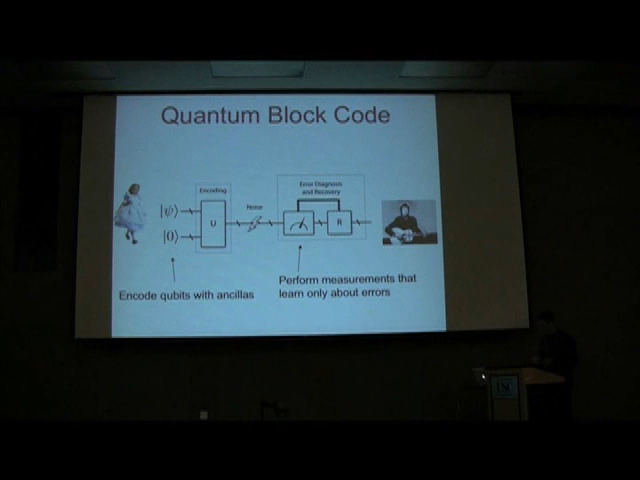 Quantum Block Code
Encoding
Error Diagnosis
and Recovery
Noise
|ψ⟩
U
R
|0⟩
Encode qubits with ancillas
Perform measurements that
learn only about errors
USC